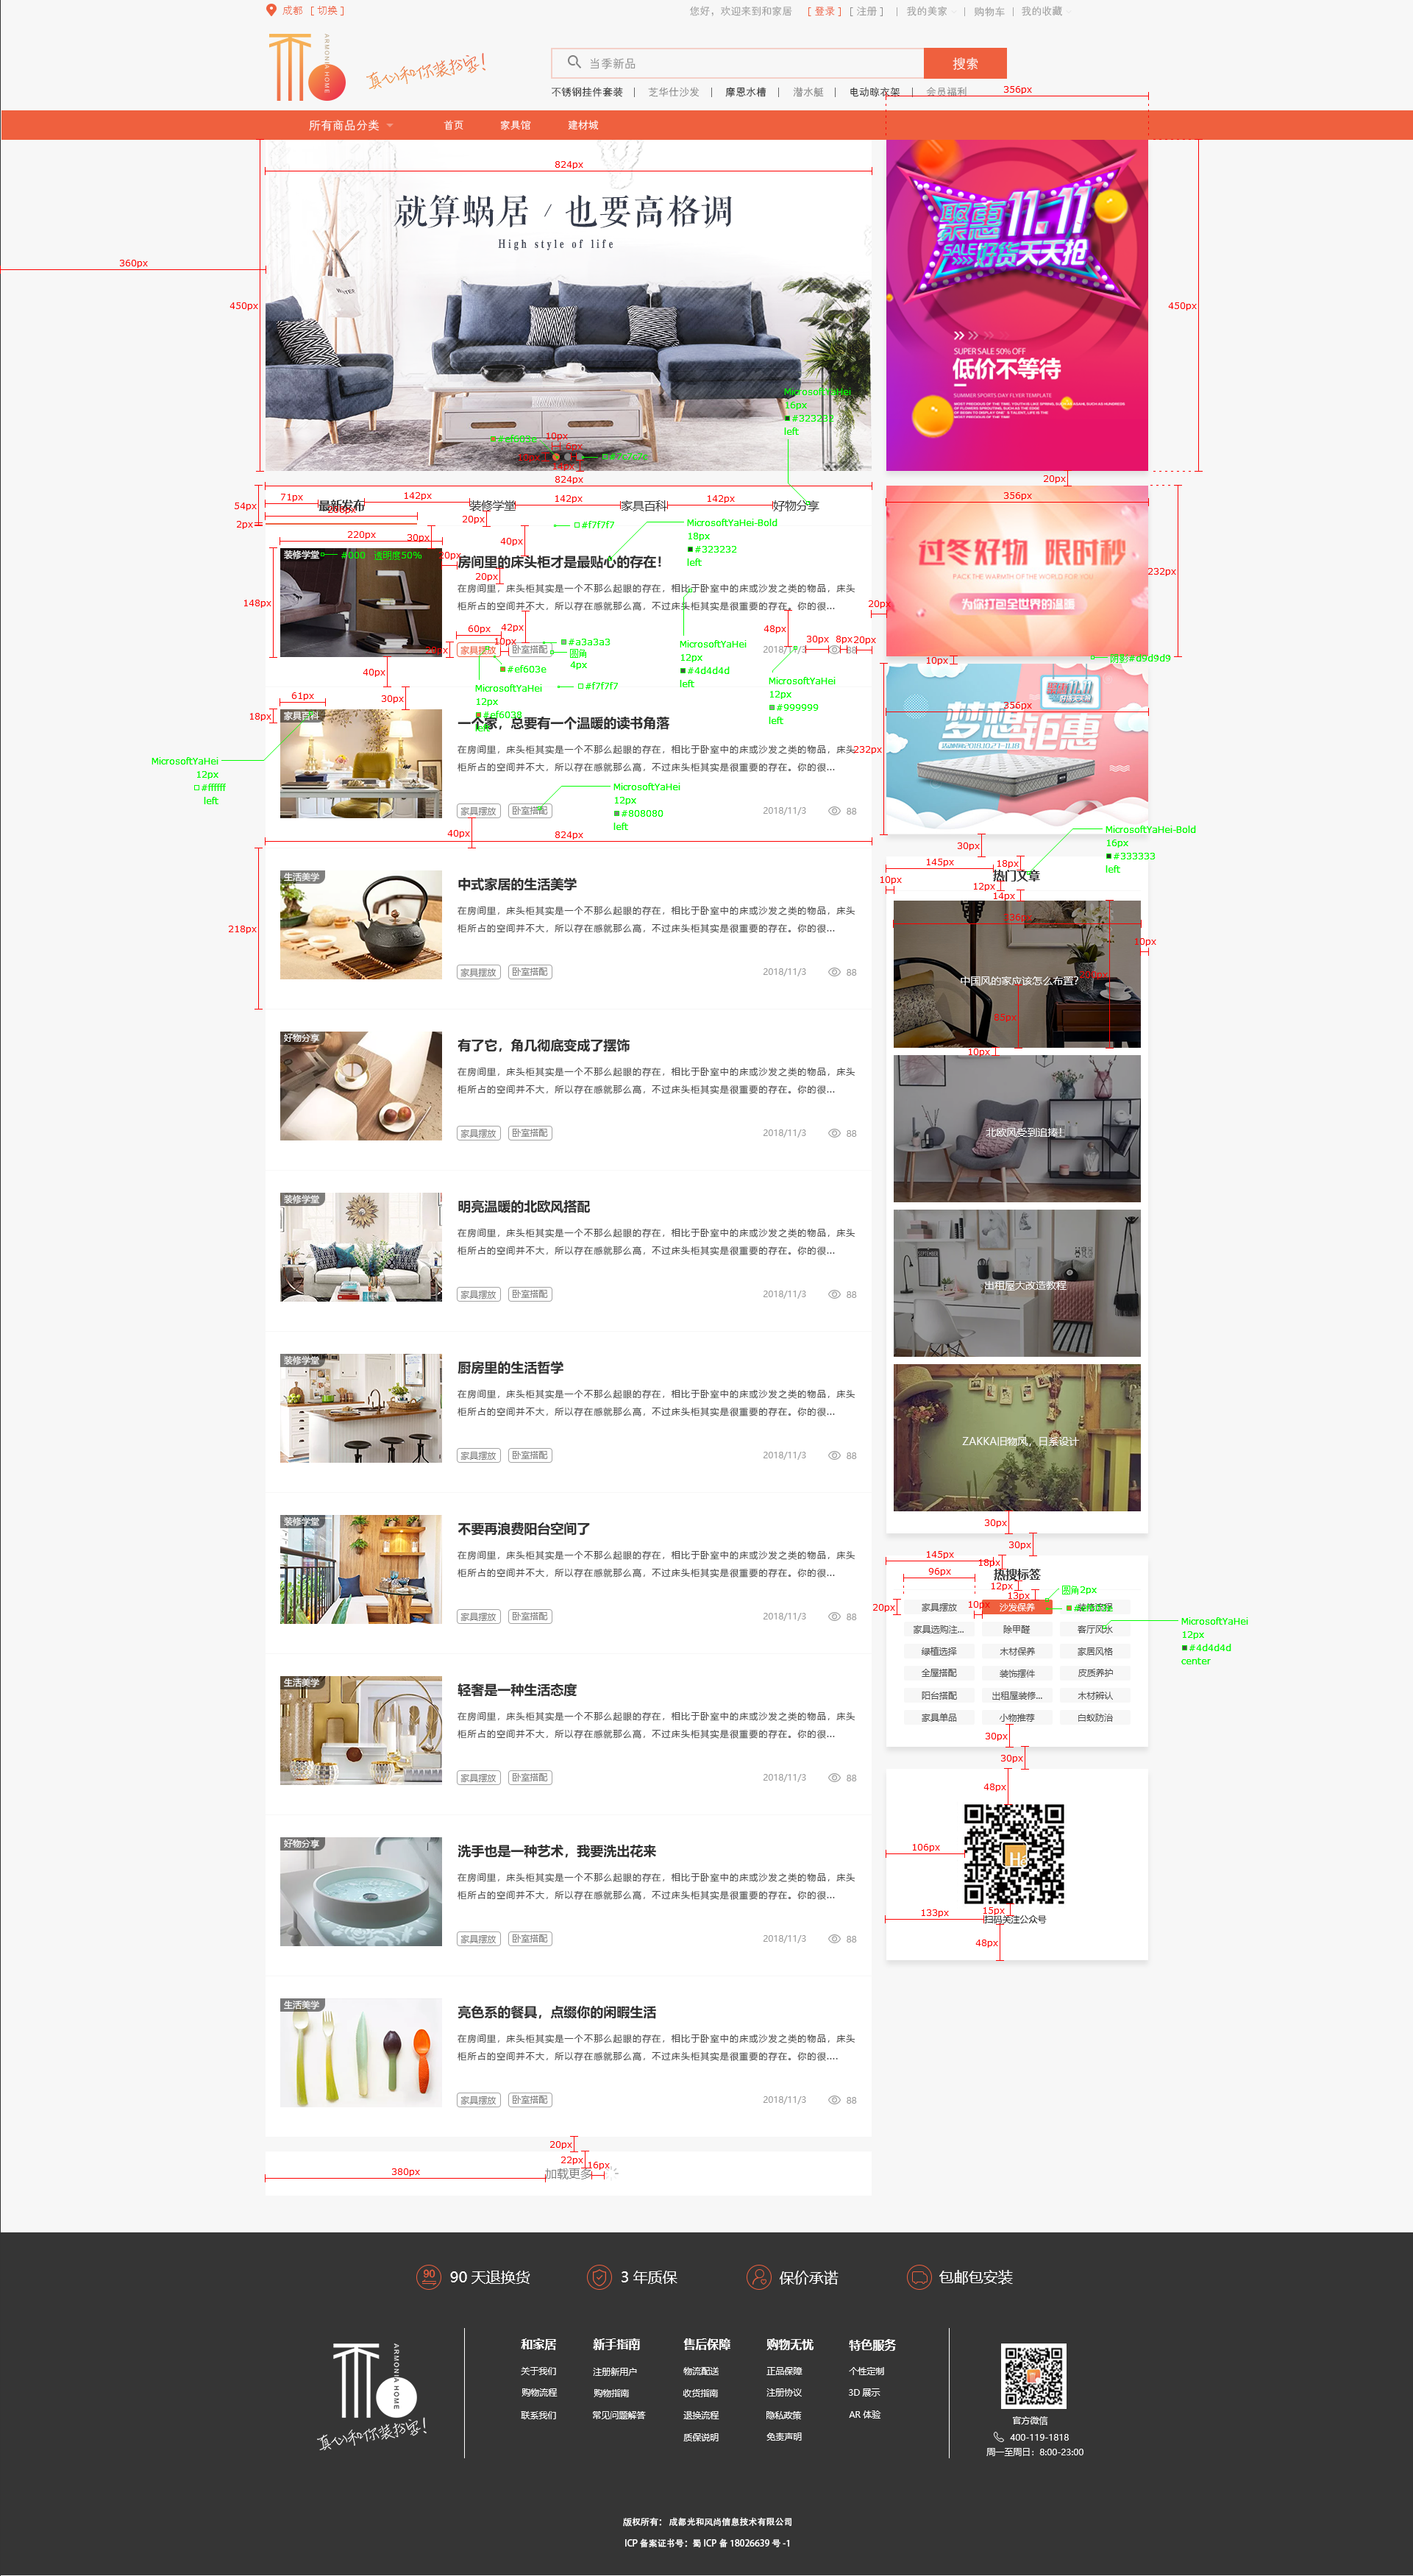 成都 [ 切换 ]
您好，欢迎来到和家居 [ 登录 ] [ 注册 ] | 我的美家 | 购物车 | 我的收藏
ARMONIA HOME
真心和你装扮家!
当季新品
搜索
不锈钢挂件套装 | 芝华仕沙发 | 摩恩水槽 | 潜水艇 | 电动晾衣架 | 会员福利
356px
所有商品分类 首页 家具馆 建材城
824px
就算蜗居 / 也要高格调
High style of life
360px
450px
聚惠11.11
SALE好货天天抢
450px
SUPER SALE 50% OFF
低价不等待
SUMMER SPORTS DAY FLYER TEMPLATE
MicrosoftYaHei
16px
#323232
left
10px
6px
14px
824px
20px
71px 142px 142px 142px
54px
最新发布 装修学堂 家具百科 好物分享
20px
2px
#f7f7f7
356px
过冬好物 限时秒
PACK THE WARMTH OF THE WORLD FOR YOU
为你打包全世界的温暖
232px
220px 30px 40px
MicrosoftYaHei-Bold
18px
#323232
left
装修学堂
#000 透明度50%
20px
房间里的床头柜才是最贴心的存在!
20px
在房间里，床头柜其实是一个不那么起眼的存在，相比于卧室中的床或沙发之类的物品，床头
柜所占的空间并不大，所以存在感就那么高，不过床头柜其实是很重要的存在。你的很...
148px
20px
60px 42px 48px
10px #a3a3a3
圆角
4px
家具摆放 卧室搭配
2018/11/3 88
30px 8px 20px
#ef603e
MicrosoftYaHei
12px
#4d4d4d
left
40px
MicrosoftYaHei
12px
#ef6038
left
#f7f7f7
MicrosoftYaHei
12px
#999999
left
10px
阴影#d9d9d9
61px 30px
18px
家具百科
一个家，总要有一个温暖的读书角落
在房间里，床头柜其实是一个不那么起眼的存在，相比于卧室中的床或沙发之类的物品，床头
柜所占的空间并不大，所以存在感就那么高，不过床头柜其实是很重要的存在。你的很...
MicrosoftYaHei
12px
#ffffff
left
家具摆放 卧室搭配
2018/11/3 88
MicrosoftYaHei
12px
#808080
left
356px
232px
11.11
梦想钜惠
活动时间2018.10.23-11.18
40px 824px
30px
MicrosoftYaHei-Bold
16px
#333333
left
145px 18px
热门文章
10px 12px
14px
336px
10px
中国风的家应该怎么布置?
85px
10px
北欧风受到追捧!
出租屋大改造教程
ZAKKA旧物风，日系设计
30px
218px
生活美学
中式家居的生活美学
在房间里，床头柜其实是一个不那么起眼的存在，相比于卧室中的床或沙发之类的物品，床头
柜所占的空间并不大，所以存在感就那么高，不过床头柜其实是很重要的存在。你的很...
家具摆放 卧室搭配
2018/11/3 88
好物分享
有了它，角几彻底变成了摆饰
在房间里，床头柜其实是一个不那么起眼的存在，相比于卧室中的床或沙发之类的物品，床头
柜所占的空间并不大，所以存在感就那么高，不过床头柜其实是很重要的存在。你的很...
家具摆放 卧室搭配
2018/11/3 88
装修学堂
明亮温暖的北欧风搭配
在房间里，床头柜其实是一个不那么起眼的存在，相比于卧室中的床或沙发之类的物品，床头
柜所占的空间并不大，所以存在感就那么高，不过床头柜其实是很重要的存在。你的很...
家具摆放 卧室搭配
2018/11/3 88
装修学堂
厨房里的生活哲学
在房间里，床头柜其实是一个不那么起眼的存在，相比于卧室中的床或沙发之类的物品，床头
柜所占的空间并不大，所以存在感就那么高，不过床头柜其实是很重要的存在。你的很...
家具摆放 卧室搭配
2018/11/3 88
装修学堂
不要再浪费阳台空间了
在房间里，床头柜其实是一个不那么起眼的存在，相比于卧室中的床或沙发之类的物品，床头
柜所占的空间并不大，所以存在感就那么高，不过床头柜其实是很重要的存在。你的很...
家具摆放 卧室搭配
2018/11/3 88
生活美学
轻奢是一种生活态度
在房间里，床头柜其实是一个不那么起眼的存在，相比于卧室中的床或沙发之类的物品，床头
柜所占的空间并不大，所以存在感就那么高，不过床头柜其实是很重要的存在。你的很...
家具摆放 卧室搭配
2018/11/3 88
好物分享
洗手也是一种艺术，我要洗出花来
在房间里，床头柜其实是一个不那么起眼的存在，相比于卧室中的床或沙发之类的物品，床头
柜所占的空间并不大，所以存在感就那么高，不过床头柜其实是很重要的存在。你的很...
家具摆放 卧室搭配
2018/11/3 88
生活美学
亮色系的餐具，点缀你的闲暇生活
在房间里，床头柜其实是一个不那么起眼的存在，相比于卧室中的床或沙发之类的物品，床头
柜所占的空间并不大，所以存在感就那么高，不过床头柜其实是很重要的存在。你的很....
家具摆放 卧室搭配
2018/11/3 88
30px
145px 18px
96px
热搜标签
12px
13px 圆角2px
20px 10px
家具摆放 沙发保养 装修流程
家具选购注... 除甲醛 客厅风水
绿植选择 木材保养 家居风格
全屋搭配 装饰摆件 皮质养护
阳台搭配 出租屋装修... 木材辨认
家具单品 小物推荐 白蚁防治
MicrosoftYaHei
12px
#4d4d4d
center
30px
30px
48px
106px
133px 15px
扫码关注公众号
48px
20px
22px
16px
380px
加载更多
90 天退换货 3 年质保 保价承诺 包邮包安装
ARMONIA HOME
真心和你装扮家!
和家居 新手指南 售后保障 购物无忧 特色服务
关于我们 注册新用户 物流配送 正品保障 个性定制
购物流程 购物指南 收货指南 注册协议 3D 展示
联系我们 常见问题解答 退换流程 隐私政策 AR 体验
质保说明 免责声明
官方微信
400-119-1818
周一至周日：8:00-23:00
版权所有： 成都光和风尚信息技术有限公司
ICP 备案证书号：蜀 ICP 备 18026639 号 -1